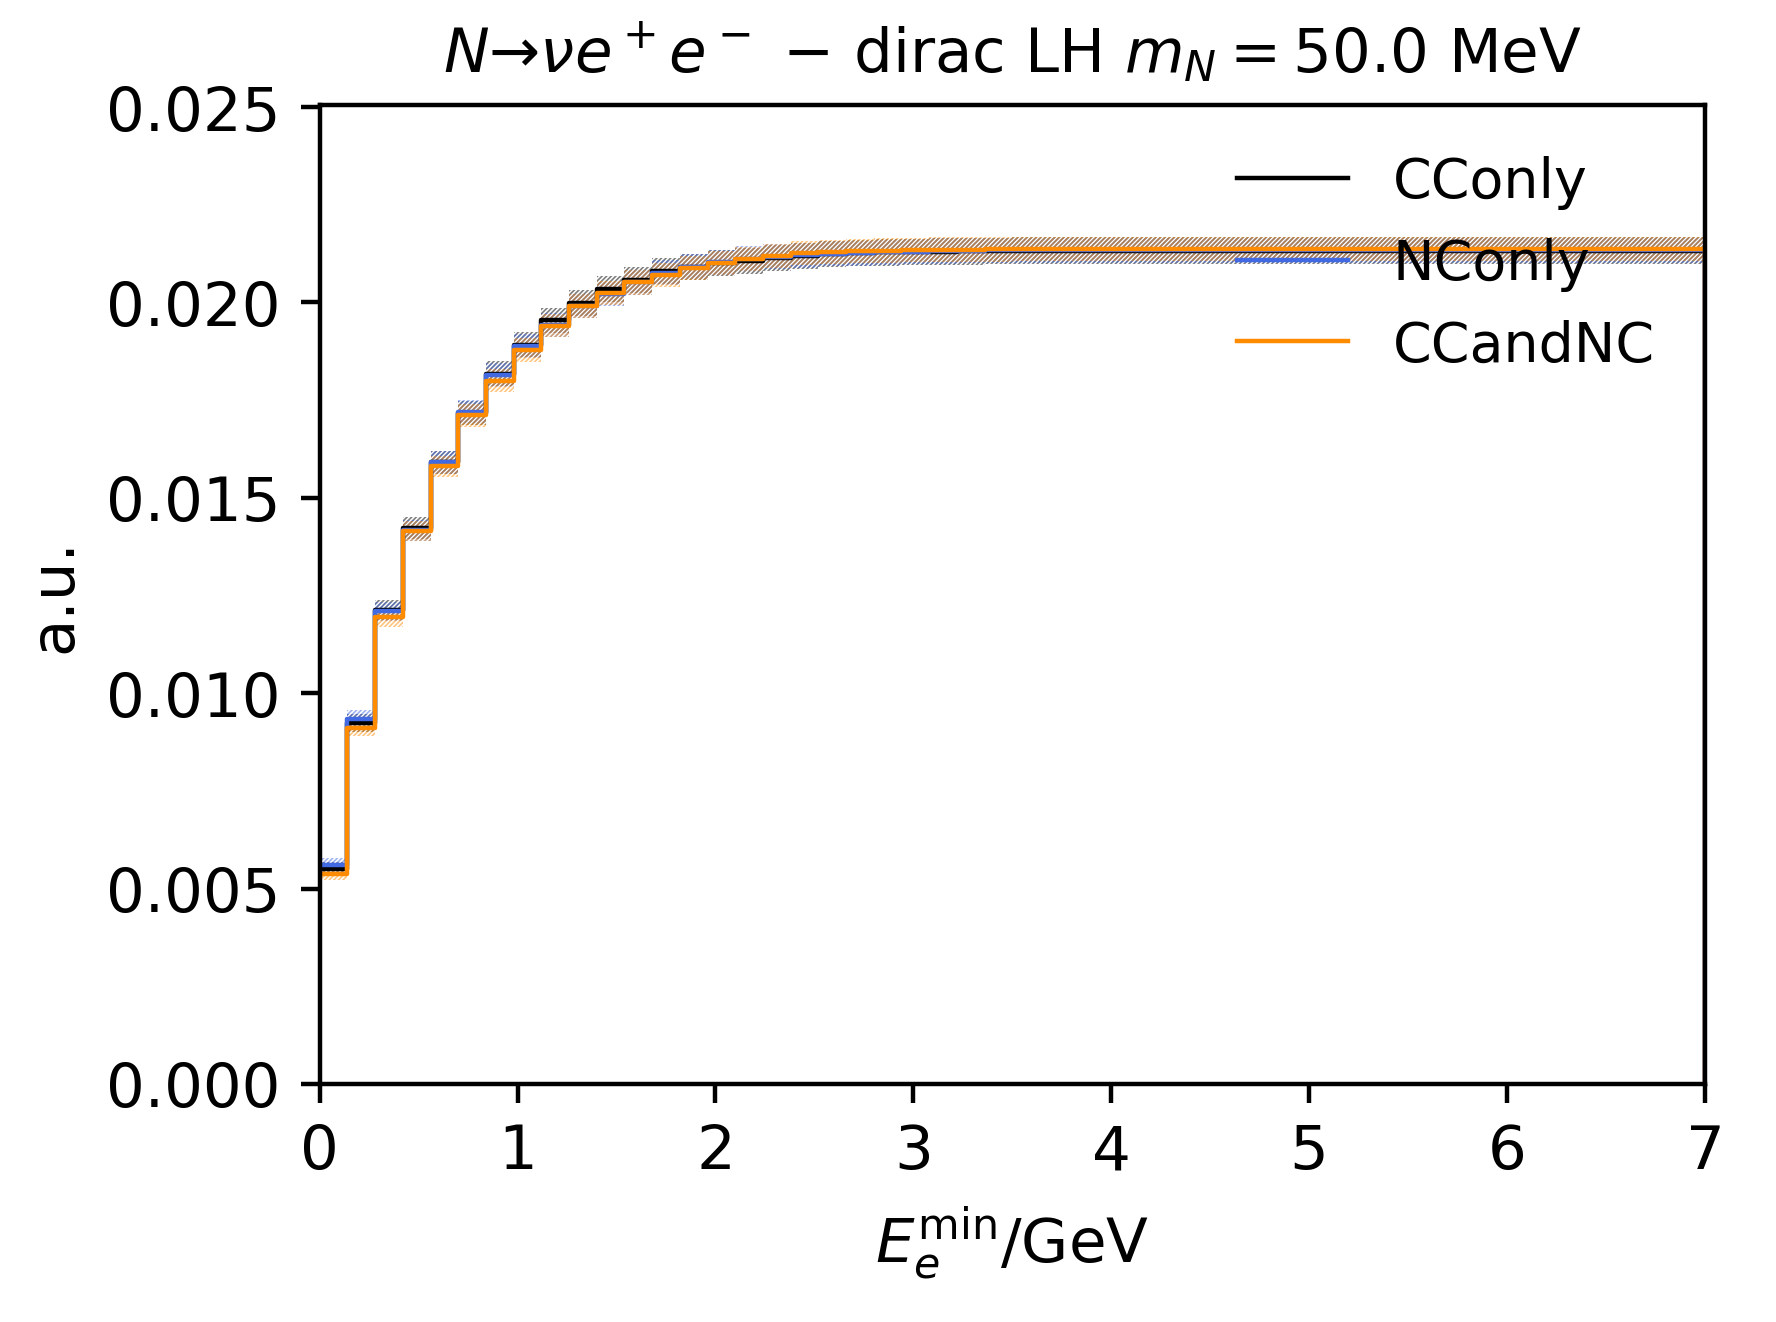 N→νe⁺e⁻ − dirac LH m_N = 50.0 MeV
0.025
0.020
0.015
0.010
0.005
0.000
a.u.
CConly
NConly
CCandNC
0 1 2 3 4 5 6 7
E_e^min/GeV